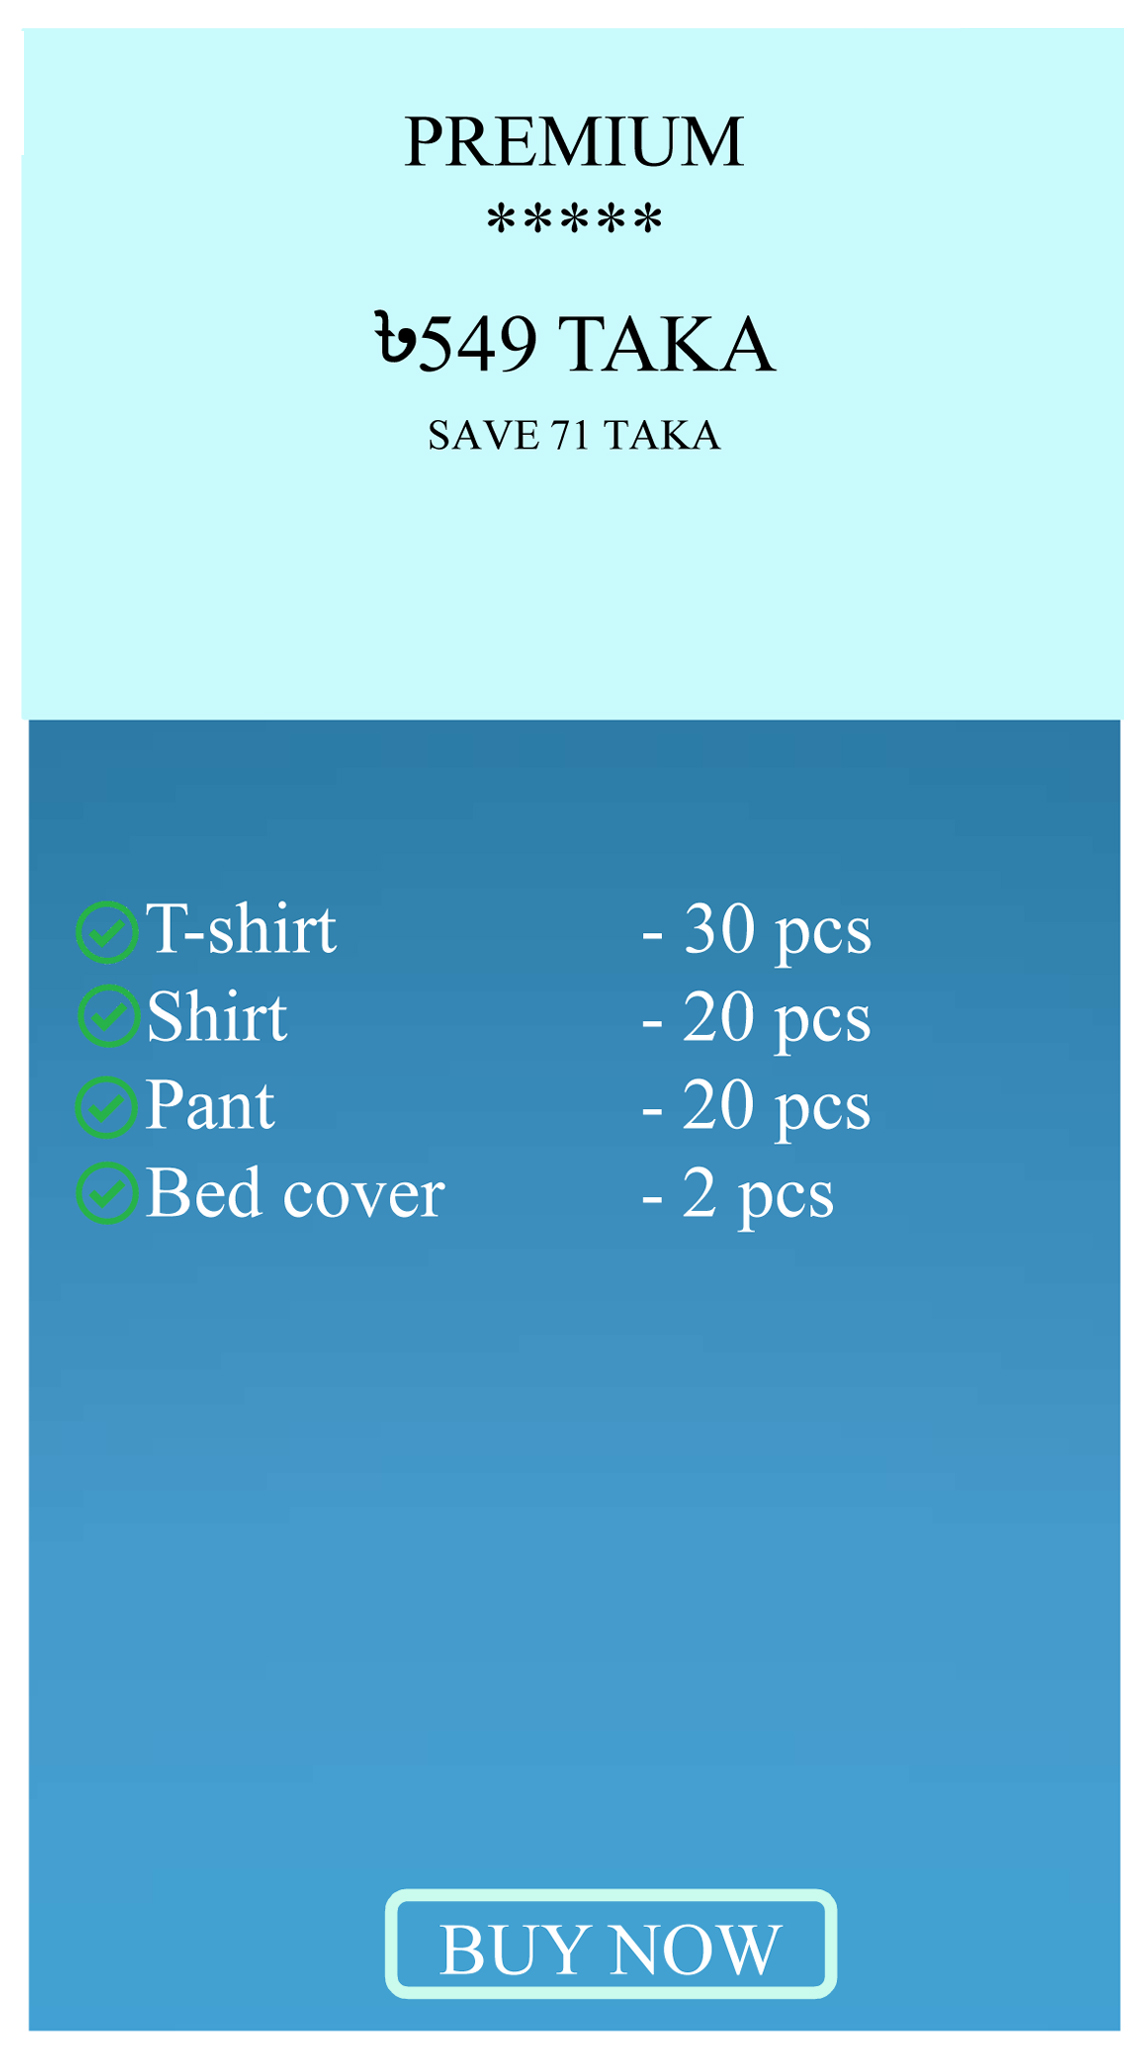 PREMIUM
*****
৳549 TAKA
SAVE 71 TAKA
T-shirt - 30 pcs
Shirt - 20 pcs
Pant - 20 pcs
Bed cover - 2 pcs
BUY NOW